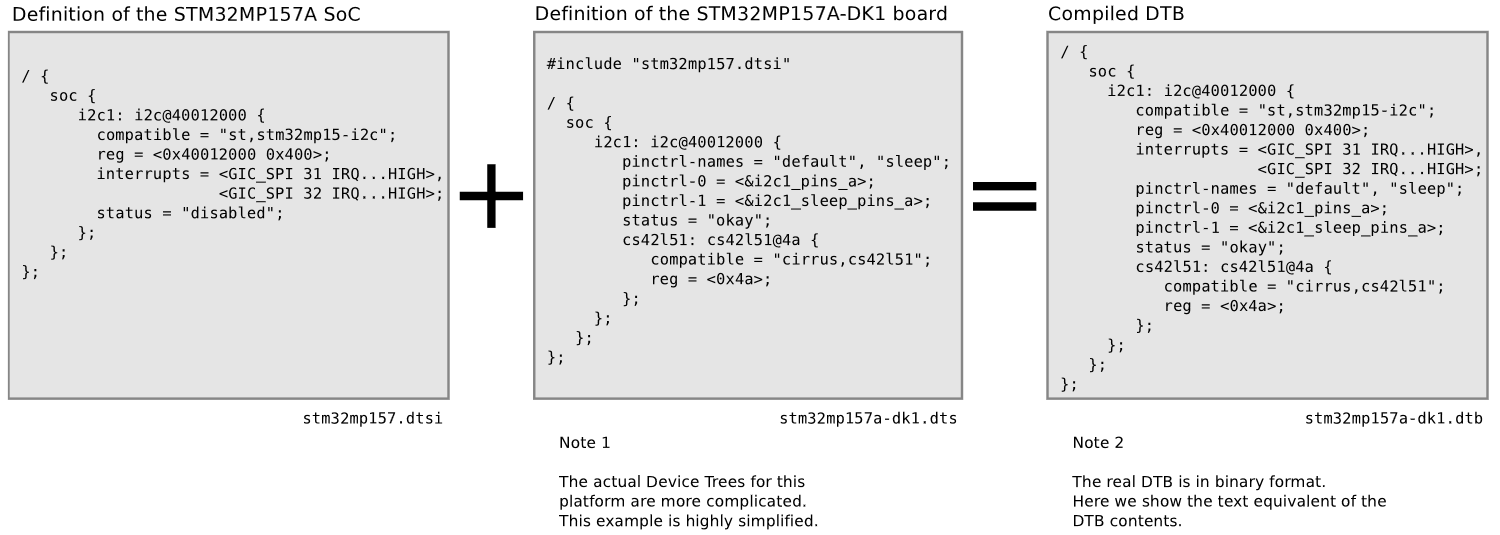 Definition of the STM32MP157A SoC
/ {
   soc {
      i2c1: i2c@40012000 {
        compatible = "st,stm32mp15-i2c";
        reg = <0x40012000 0x400>;
        interrupts = <GIC_SPI 31 IRQ...HIGH>,
                     <GIC_SPI 32 IRQ...HIGH>;
        status = "disabled";
      };
   };
};
stm32mp157.dtsi
Definition of the STM32MP157A-DK1 board
#include "stm32mp157.dtsi"
/ {
  soc {
     i2c1: i2c@40012000 {
        pinctrl-names = "default", "sleep";
        pinctrl-0 = <&i2c1_pins_a>;
        pinctrl-1 = <&i2c1_sleep_pins_a>;
        status = "okay";
        cs42l51: cs42l51@4a {
           compatible = "cirrus,cs42l51";
           reg = <0x4a>;
        };
     };
   };
};
stm32mp157a-dk1.dts
Note 1
The actual Device Trees for this
platform are more complicated.
This example is highly simplified.
Compiled DTB
/ {
   soc {
     i2c1: i2c@40012000 {
        compatible = "st,stm32mp15-i2c";
        reg = <0x40012000 0x400>;
        interrupts = <GIC_SPI 31 IRQ...HIGH>,
                     <GIC_SPI 32 IRQ...HIGH>;
        pinctrl-names = "default", "sleep";
        pinctrl-0 = <&i2c1_pins_a>;
        pinctrl-1 = <&i2c1_sleep_pins_a>;
        status = "okay";
        cs42l51: cs42l51@4a {
           compatible = "cirrus,cs42l51";
           reg = <0x4a>;
        };
     };
   };
};
stm32mp157a-dk1.dtb
Note 2
The real DTB is in binary format.
Here we show the text equivalent of the
DTB contents.